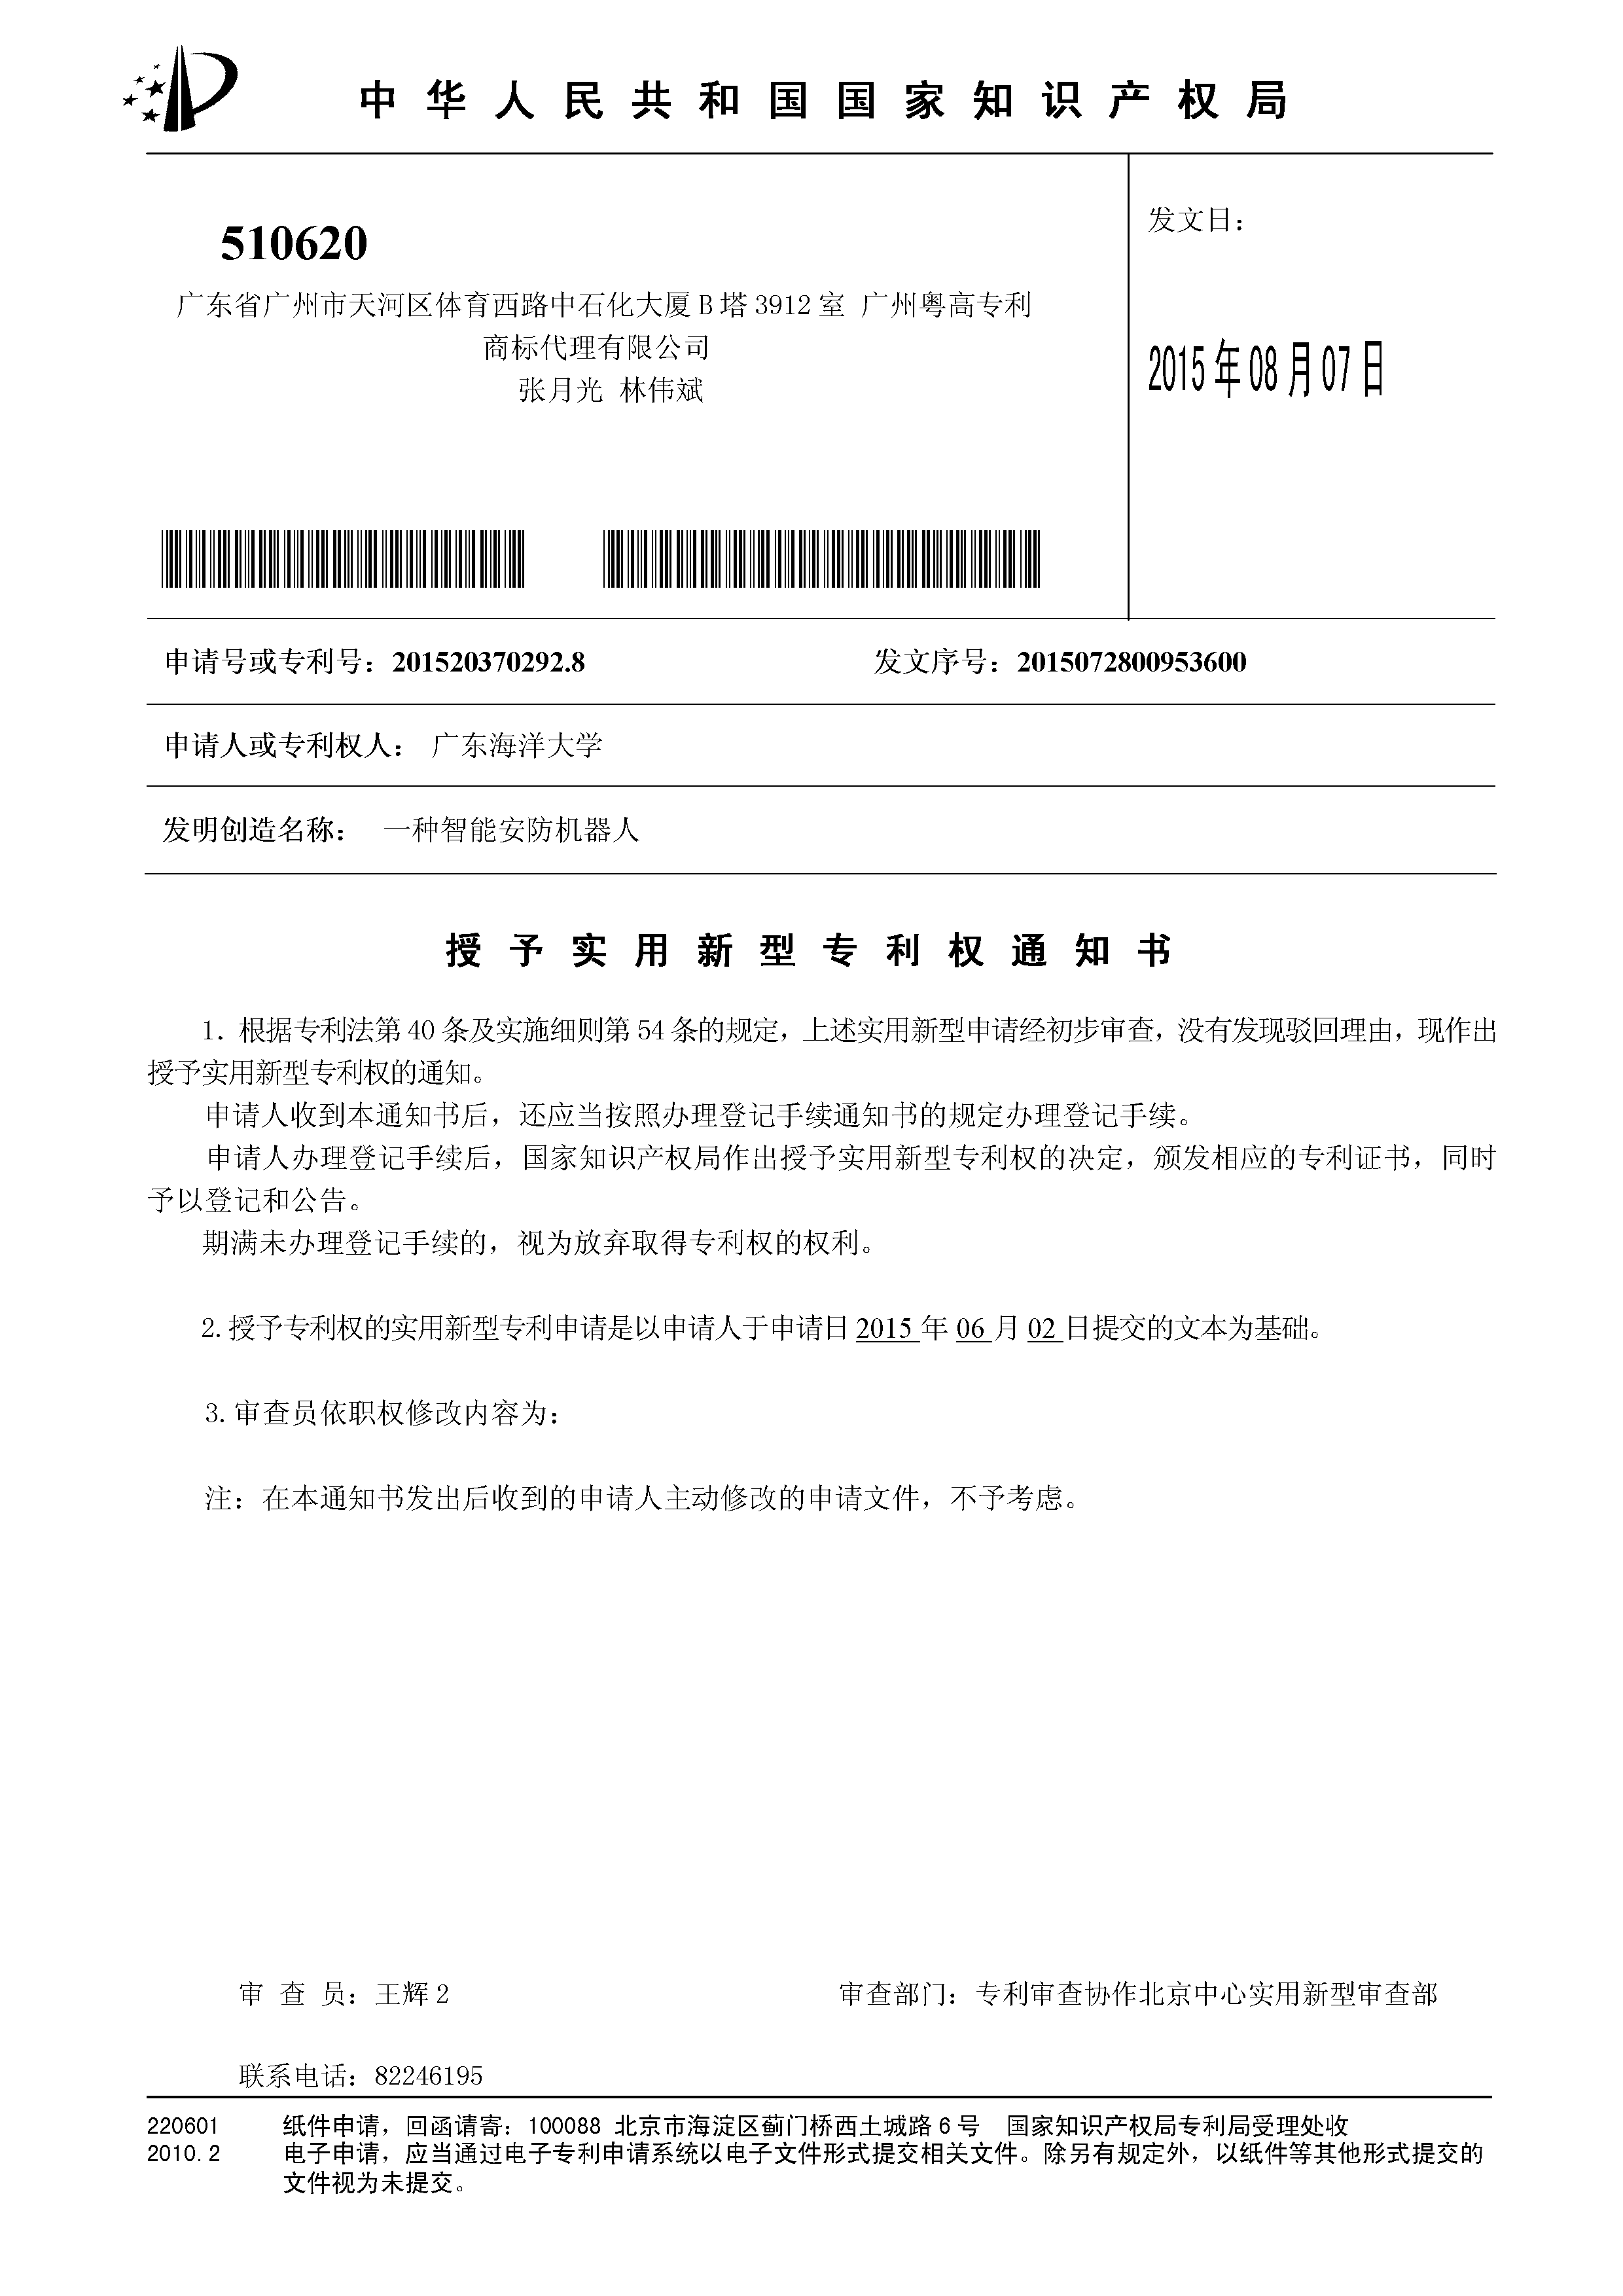 中华人民共和国国家知识产权局
510620
广东省广州市天河区体育西路中石化大厦 B 塔 3912 室 广州粤高专利
商标代理有限公司
张月光 林伟斌
发文日：
2015 年 08 月 07 日
申请号或专利号：201520370292.8 发文序号：2015072800953600
申请人或专利权人： 广东海洋大学
发明创造名称： 一种智能安防机器人
授予实用新型专利权通知书
1. 根据专利法第 40 条及实施细则第 54 条的规定，上述实用新型申请经初步审查，没有发现驳回理由，现作出
授予实用新型专利权的通知。
申请人收到本通知书后，还应当按照办理登记手续通知书的规定办理登记手续。
申请人办理登记手续后，国家知识产权局作出授予实用新型专利权的决定，颁发相应的专利证书，同时
予以登记和公告。
期满未办理登记手续的，视为放弃取得专利权的权利。
2.授予专利权的实用新型专利申请是以申请人于申请日 2015 年 06 月 02 日提交的文本为基础。
3.审查员依职权修改内容为：
注：在本通知书发出后收到的申请人主动修改的申请文件，不予考虑。
审 查 员：王辉 2 审查部门：专利审查协作北京中心实用新型审查部
联系电话：82246195
220601 纸件申请，回函请寄：100088 北京市海淀区蓟门桥西土城路 6 号 国家知识产权局专利局受理处收
2010.2 电子申请，应当通过电子专利申请系统以电子文件形式提交相关文件。除另有规定外，以纸件等其他形式提交的
文件视为未提交。